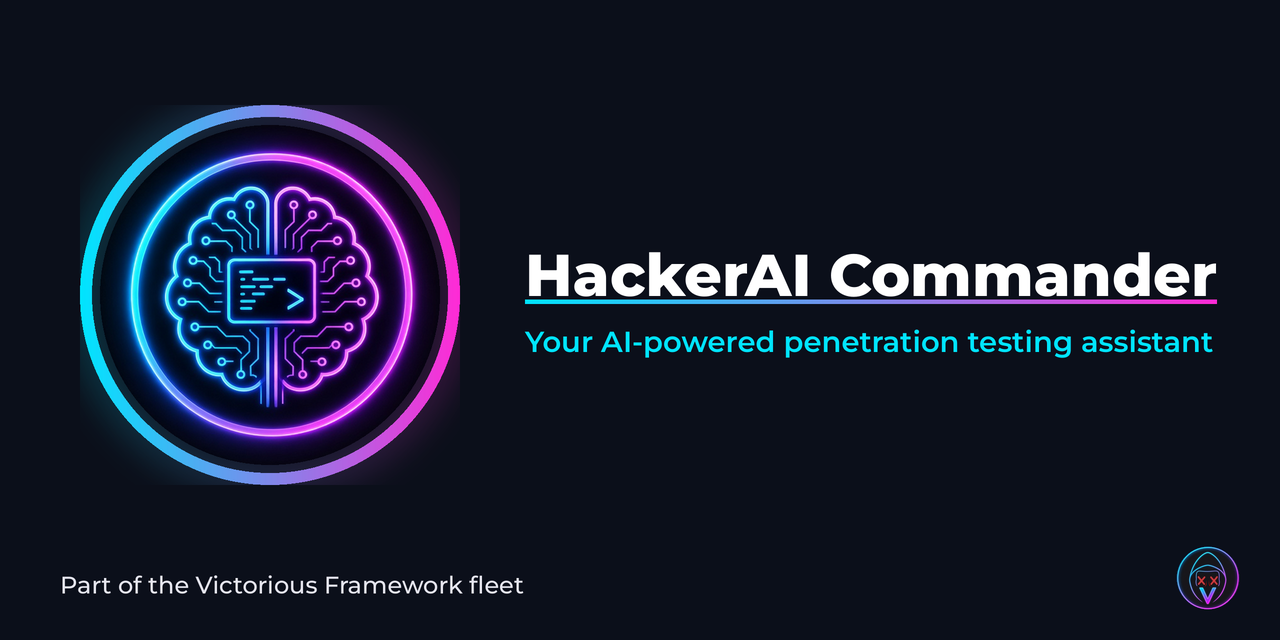 HackerAI Commander
Your AI-powered penetration testing assistant
Part of the Victorious Framework fleet